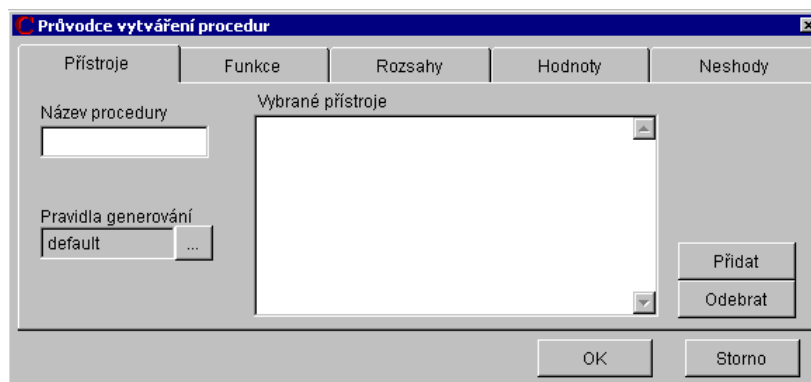 Průvodce vytváření procedur
Přístroje
Funkce
Rozsahy
Hodnoty
Neshody
Název procedury
Vybrané přístroje
Pravidla generování
default
...
Přidat
Odebrat
OK
Storno